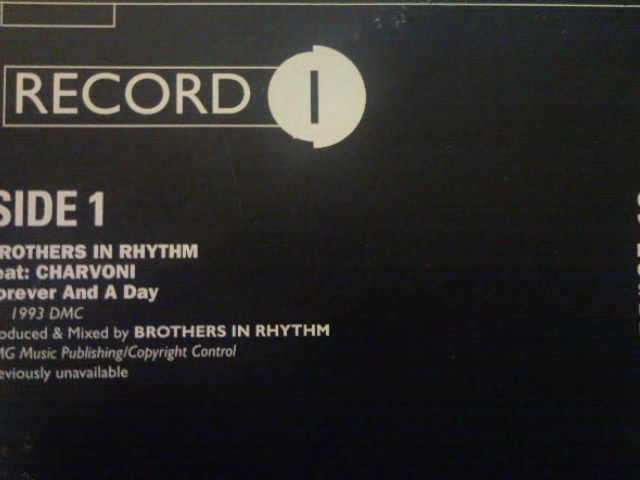 RECORD 1
SIDE 1
ROTHERS IN RHYTHM
eat: CHARVONI
orever And A Day
1993 DMC
oduced & Mixed by BROTHERS IN RHYTHM
MG Music Publishing/Copyright Control
eviously unavailable